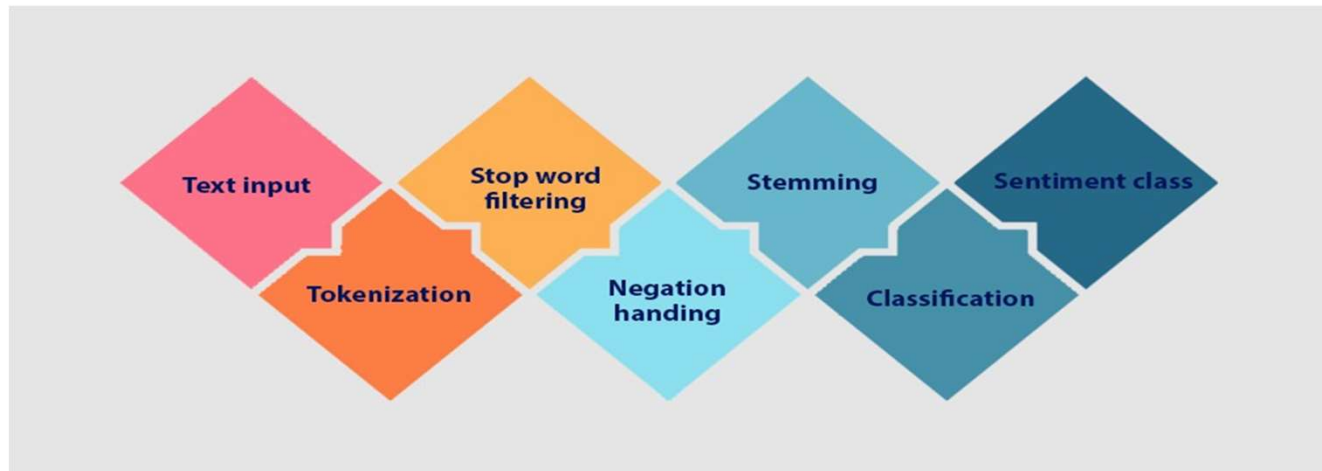 Text input
Tokenization
Stop word
filtering
Negation
handing
Stemming
Classification
Sentiment class